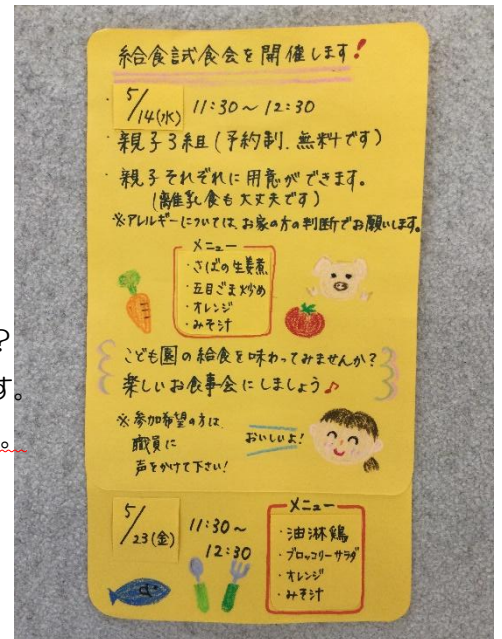 給食試食会を開催します!
5/14(水) 11:30〜12:30
・親子3組(予約制、無料です)
・親子それぞれに用意ができます。
(離乳食も大丈夫です)
※アレルギーについては、お家の方の判断でお願いします。
メニュー
・さばの生姜煮
・五目ごま炒め
・オレンジ
・みそ汁
こども園の給食を味わってみませんか?
楽しいお食事会にしましょう♪
※参加希望の方は、
職員に
声をかけて下さい!
おいしいよ!
5/23(金) 11:30〜
12:30
メニュー
・油淋鶏
・ブロッコリーサラダ
・オレンジ
・みそ汁
?
す。
。